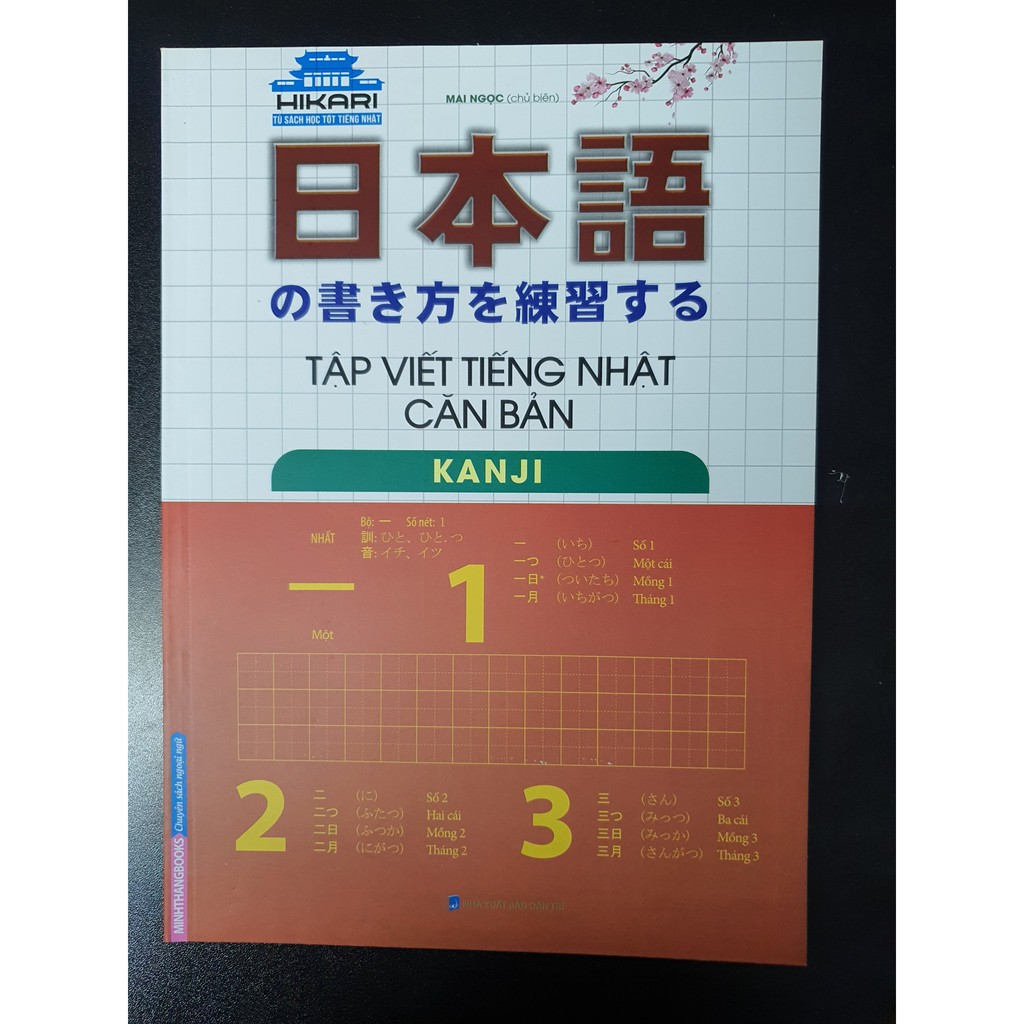 HIKARI
TỦ SÁCH HỌC TỐT TIẾNG NHẬT
MAI NGỌC (chủ biên)
日本語
の書き方を練習する
TẬP VIẾT TIẾNG NHẬT
CĂN BẢN
KANJI
NHẤT
Bộ: 一 Số nét: 1
訓: ひと、ひと.つ
音: イチ、イツ
一
Một
1
一 (いち) Số 1
一つ (ひとつ) Một cái
一日* (ついたち) Mồng 1
一月 (いちがつ) Tháng 1
2
二 (に) Số 2
二つ (ふたつ) Hai cái
二日 (ふつか) Mồng 2
二月 (にがつ) Tháng 2
3
三 (さん) Số 3
三つ (みっつ) Ba cái
三日 (みっか) Mồng 3
三月 (さんがつ) Tháng 3
NHÀ XUẤT BẢN DÂN TRÍ
MINHTHANGBOOKS Chuyên sách ngoại ngữ